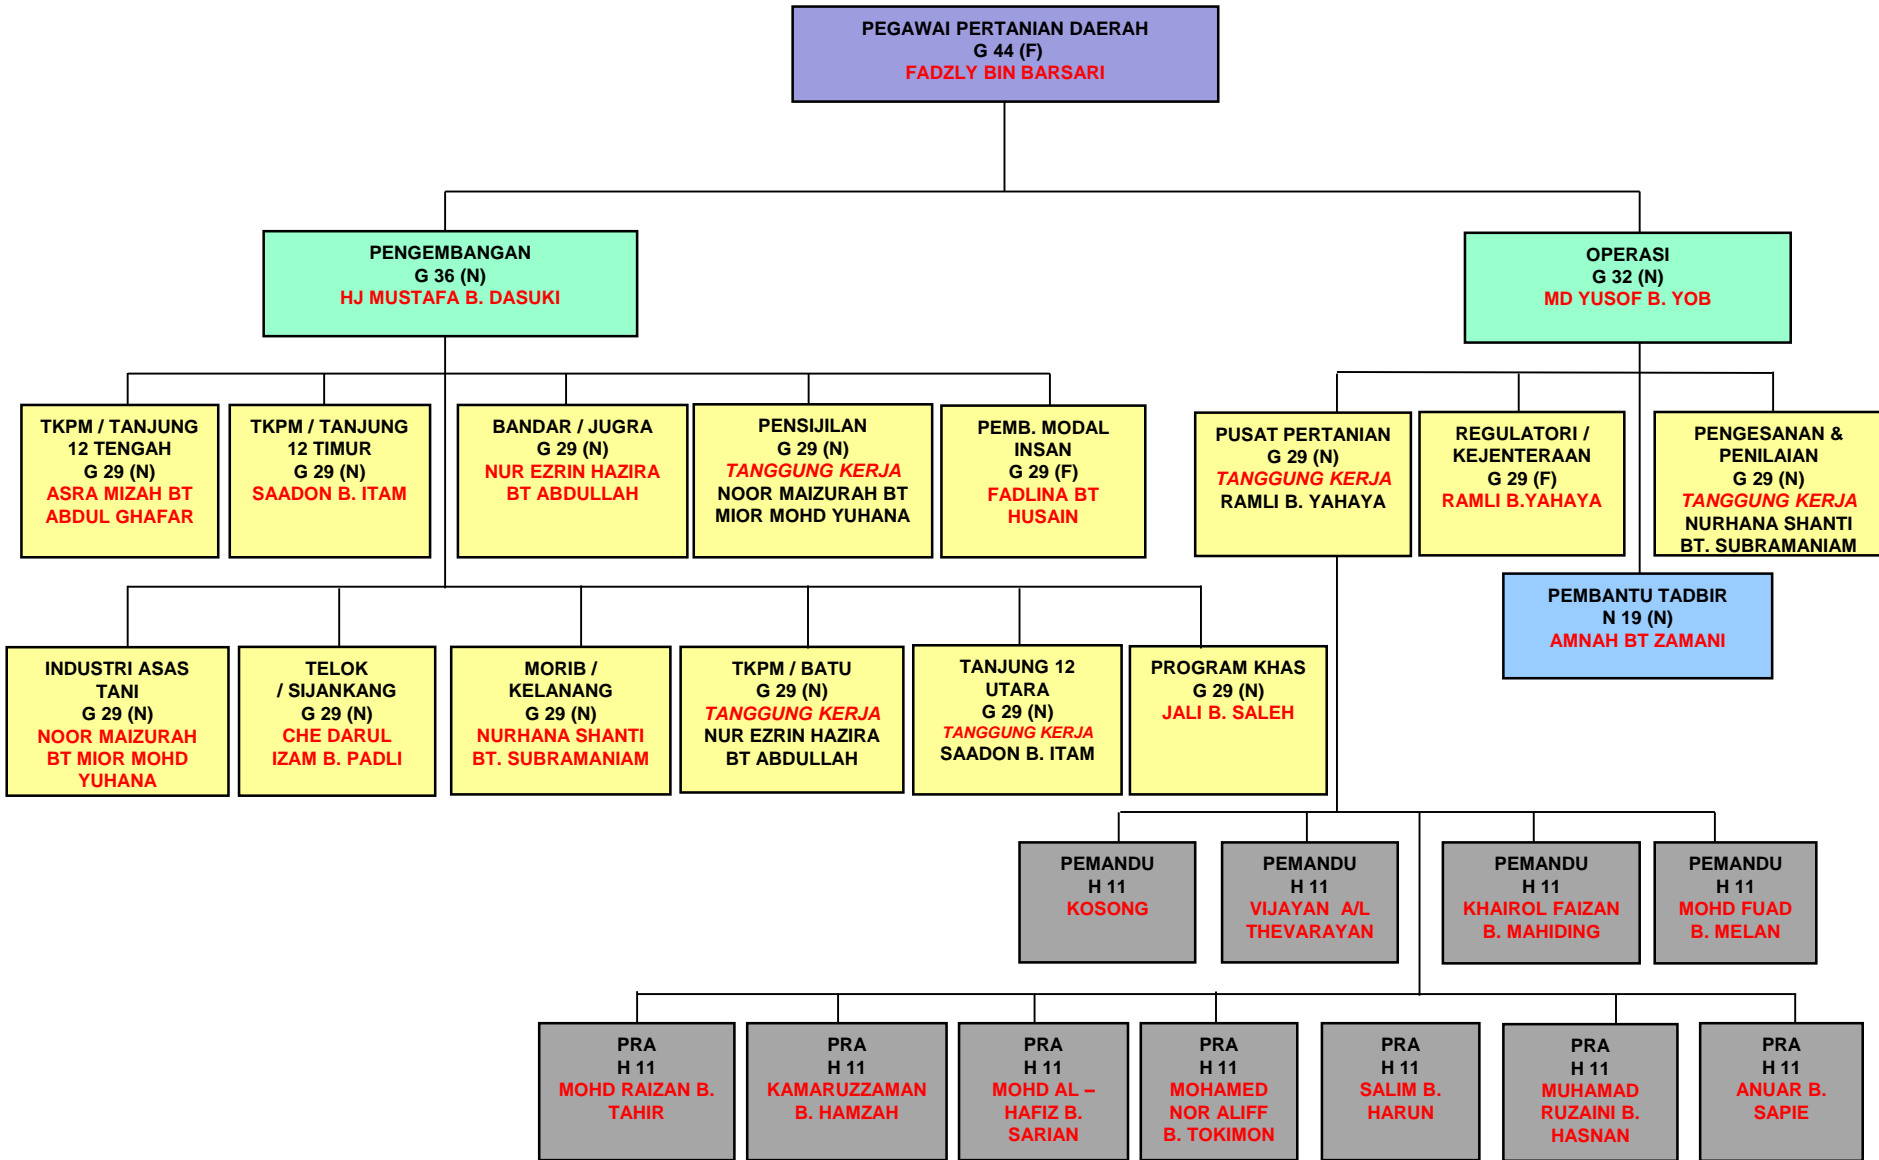 PEGAWAI PERTANIAN DAERAH
G 44 (F)
FADZLY BIN BARSARI
PENGEMBANGAN
G 36 (N)
HJ MUSTAFA B. DASUKI
OPERASI
G 32 (N)
MD YUSOF B. YOB
TKPM / TANJUNG
12 TENGAH
G 29 (N)
ASRA MIZAH BT
ABDUL GHAFAR
TKPM / TANJUNG
12 TIMUR
G 29 (N)
SAADON B. ITAM
BANDAR / JUGRA
G 29 (N)
NUR EZRIN HAZIRA
BT ABDULLAH
PENSIJILAN
G 29 (N)
TANGGUNG KERJA
NOOR MAIZURAH BT
MIOR MOHD YUHANA
PEMB. MODAL
INSAN
G 29 (F)
FADLINA BT
HUSAIN
PUSAT PERTANIAN
G 29 (N)
TANGGUNG KERJA
RAMLI B. YAHAYA
REGULATORI /
KEJENTERAAN
G 29 (F)
RAMLI B.YAHAYA
PENGESANAN &
PENILAIAN
G 29 (N)
TANGGUNG KERJA
NURHANA SHANTI
BT. SUBRAMANIAM
PEMBANTU TADBIR
N 19 (N)
AMNAH BT ZAMANI
INDUSTRI ASAS
TANI
G 29 (N)
NOOR MAIZURAH
BT MIOR MOHD
YUHANA
TELOK
/ SIJANKANG
G 29 (N)
CHE DARUL
IZAM B. PADLI
MORIB /
KELANANG
G 29 (N)
NURHANA SHANTI
BT. SUBRAMANIAM
TKPM / BATU
G 29 (N)
TANGGUNG KERJA
NUR EZRIN HAZIRA
BT ABDULLAH
TANJUNG 12
UTARA
G 29 (N)
TANGGUNG KERJA
SAADON B. ITAM
PROGRAM KHAS
G 29 (N)
JALI B. SALEH
PEMANDU
H 11
KOSONG
PEMANDU
H 11
VIJAYAN A/L
THEVARAYAN
PEMANDU
H 11
KHAIROL FAIZAN
B. MAHIDING
PEMANDU
H 11
MOHD FUAD
B. MELAN
PRA
H 11
MOHD RAIZAN B.
TAHIR
PRA
H 11
KAMARUZZAMAN
B. HAMZAH
PRA
H 11
MOHD AL –
HAFIZ B.
SARIAN
PRA
H 11
MOHAMED
NOR ALIFF
B. TOKIMON
PRA
H 11
SALIM B.
HARUN
PRA
H 11
MUHAMAD
RUZAINI B.
HASNAN
PRA
H 11
ANUAR B.
SAPIE